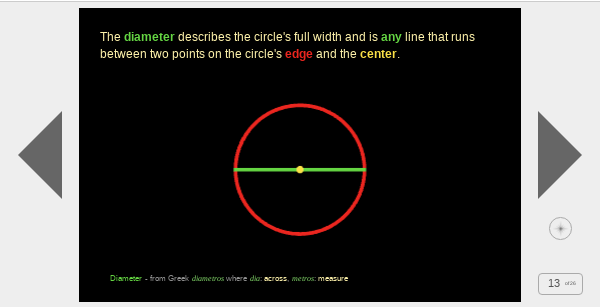 The diameter describes the circle's full width and is any line that runs
between two points on the circle's edge and the center.
Diameter - from Greek diametros where dia: across, metros: measure
13 of 26